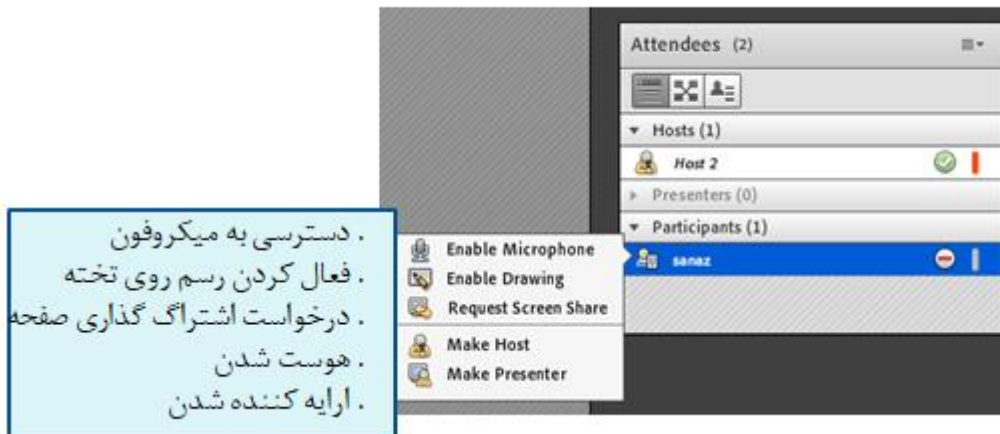 Attendees (2)
Hosts (1)
Host 2
Presenters (0)
Participants (1)
sanaz
Enable Microphone
Enable Drawing
Request Screen Share
Make Host
Make Presenter
. دسترسی به میکروفون
. فعال کردن رسم روی تخته
. درخواست اشتراگ گذاری صفحه
. هوست شدن
. ارایه کننده شدن